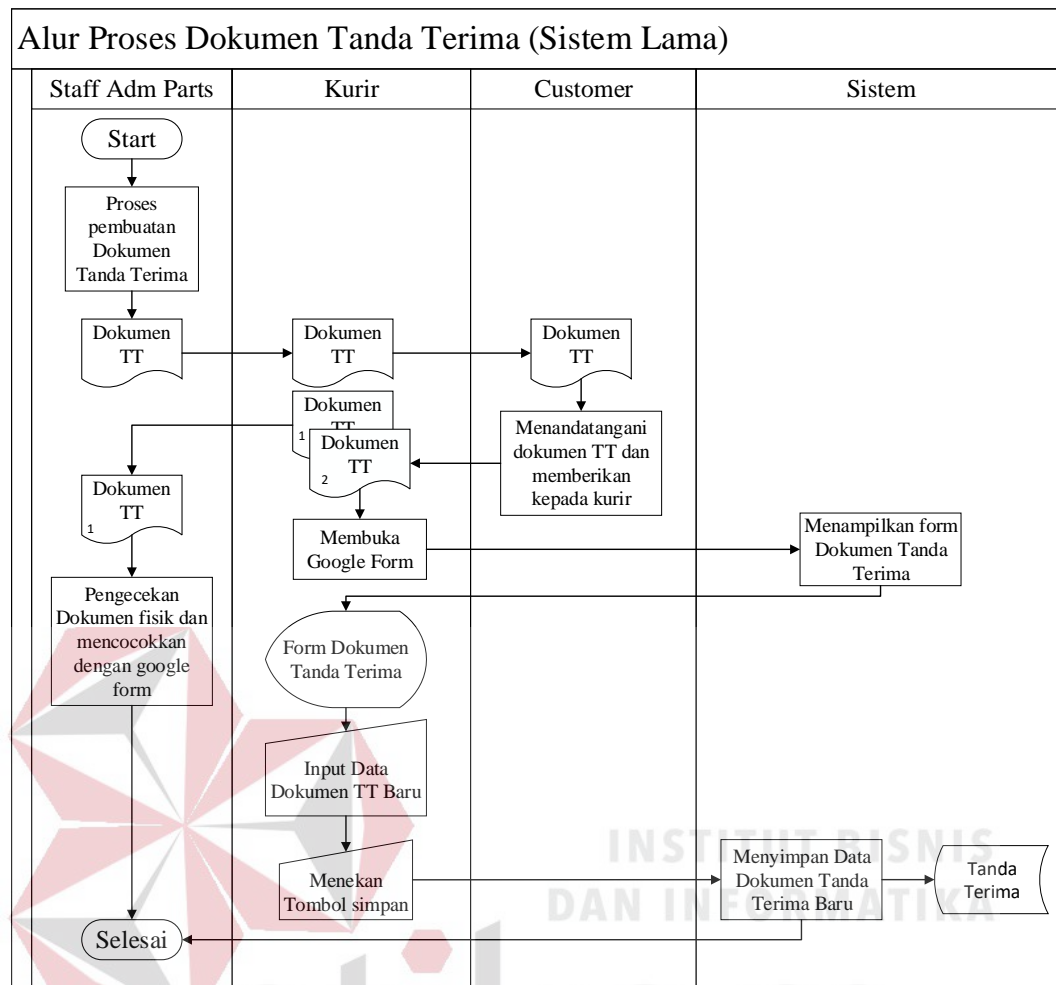 Alur Proses Dokumen Tanda Terima (Sistem Lama)
Staff Adm Parts
Kurir
Customer
Sistem
Start
Proses
pembuatan
Dokumen
Tanda Terima
Dokumen
TT
Dokumen
TT
Dokumen
TT
Menandatangani
dokumen TT dan
memberikan
kepada kurir
Dokumen
TT
1
Dokumen
TT
2
Dokumen
TT
1
Membuka
Google Form
Menampilkan form
Dokumen Tanda
Terima
Pengecekan
Dokumen fisik dan
mencocokkan
dengan google
form
Form Dokumen
Tanda Terima
Input Data
Dokumen TT Baru
Menekan
Tombol simpan
Menyimpan Data
Dokumen Tanda
Terima Baru
Tanda
Terima
Selesai
INSTITUT BISNIS
DAN INFORMATIKA